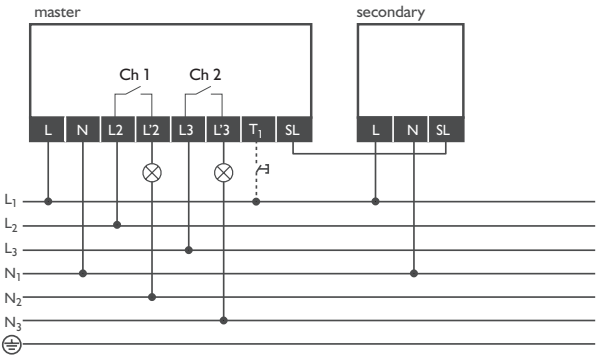 master secondary
Ch 1 Ch 2
L N L2 L'2 L3 L'3 T1 SL L N SL
L1
L2
L3
N1
N2
N3